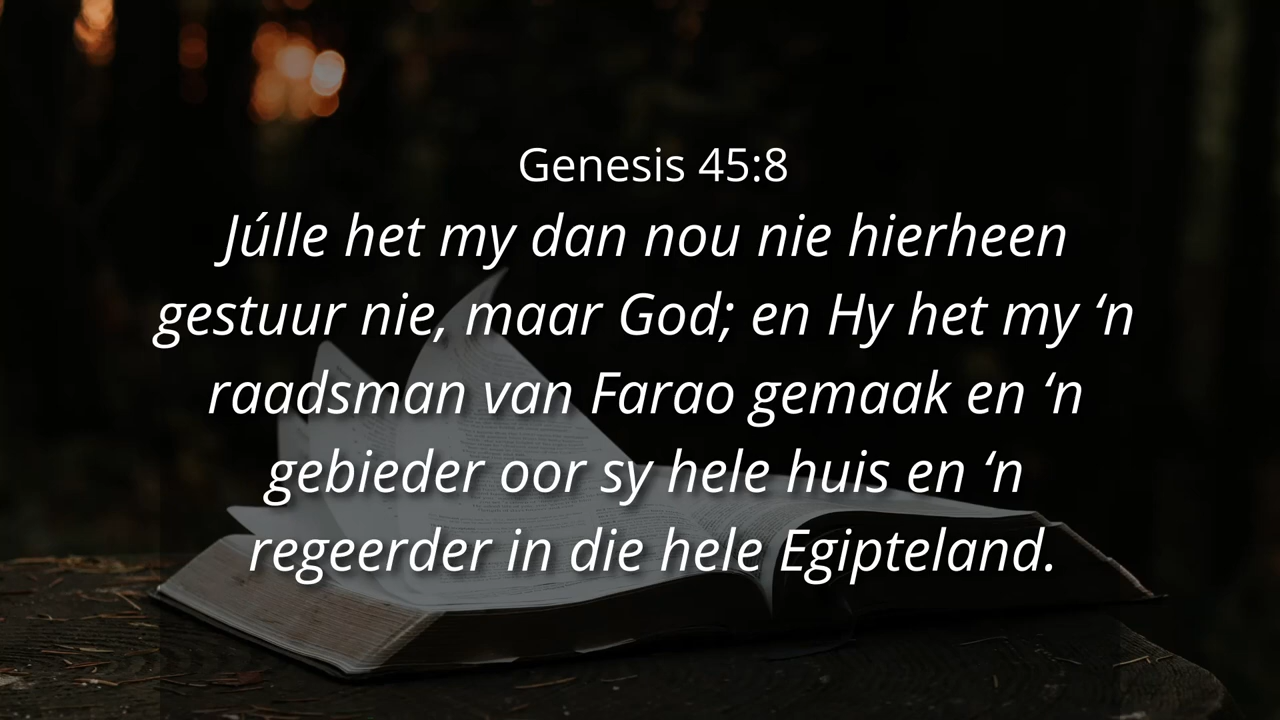 Genesis 45:8
Júlle het my dan nou nie hierheen
gestuur nie, maar God; en Hy het my ‘n
raadsman van Farao gemaak en ‘n
gebieder oor sy hele huis en ‘n
regeerder in die hele Egipteland.